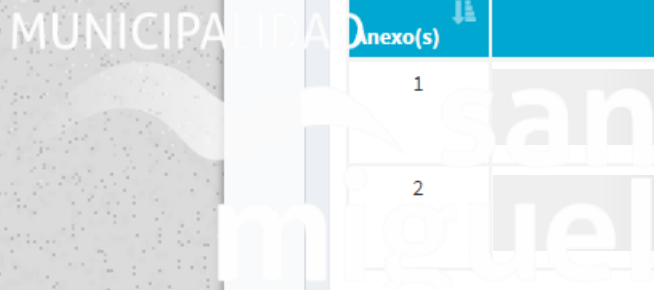 MUNICIPALIDAD
Anexo(s)
1
san
2
miguel